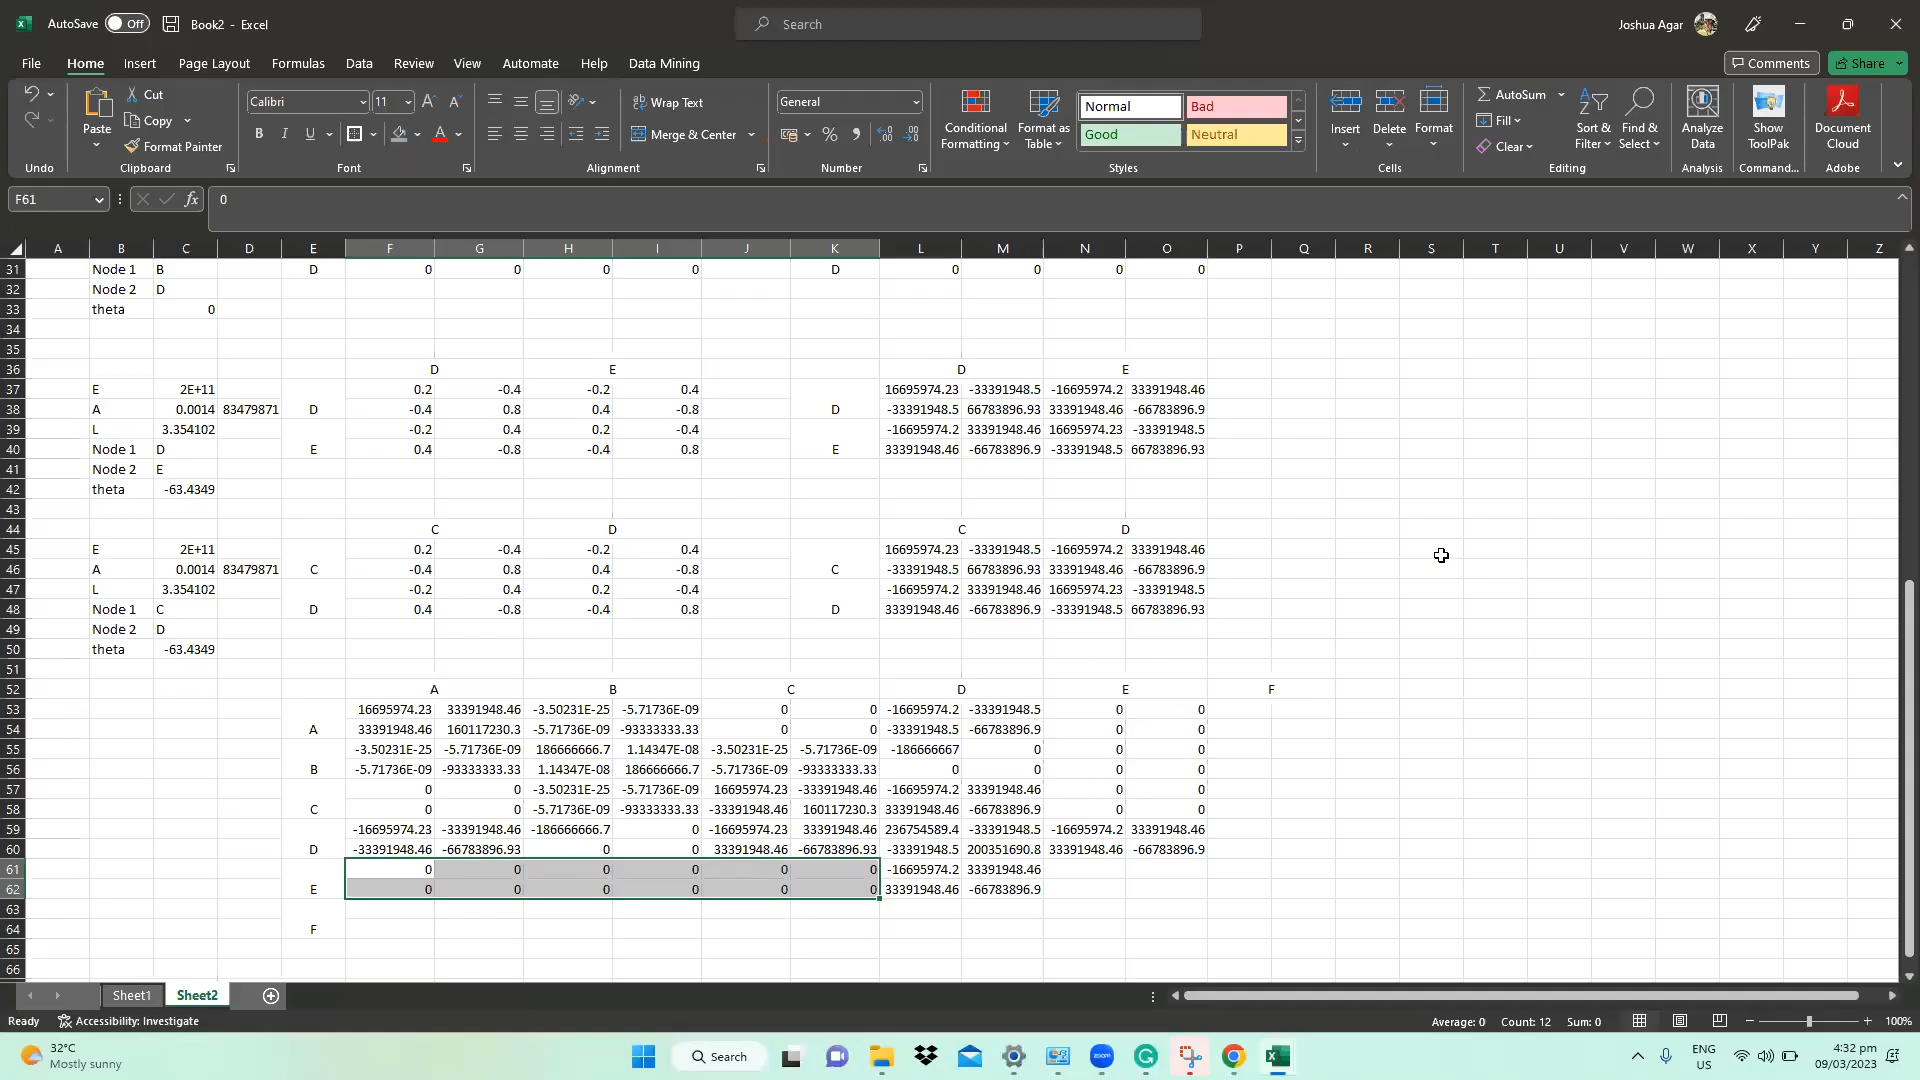 AutoSave Off Book2 - Excel Search Joshua Agar
File Home Insert Page Layout Formulas Data Review View Automate Help Data Mining Comments Share
Cut Calibri 11 Wrap Text General Normal Bad AutoSum
Paste Copy Conditional Formatting Format as Table Good Neutral Insert Delete Format Fill Sort & Filter Find & Select Analyze Data Show ToolPak Document Cloud
Format Painter Merge & Center Clear
Undo Clipboard Font Alignment Number Styles Cells Editing Analysis Command... Adobe
F61 fx 0
A B C D E F G H I J K L M N O P Q R S T U V W X Y Z
31 Node 1 B D 0 0 0 0 D 0 0 0 0
32 Node 2 D
33 theta 0
34
35
36 D E D E
37 E 2E+11 0.2 -0.4 -0.2 0.4 16695974.23 -33391948.5 -16695974.2 33391948.46
38 A 0.0014 83479871 D -0.4 0.8 0.4 -0.8 D -33391948.5 66783896.93 33391948.46 -66783896.9
39 L 3.354102 -0.2 0.4 0.2 -0.4 -16695974.2 33391948.46 16695974.23 -33391948.5
40 Node 1 D E 0.4 -0.8 -0.4 0.8 E 33391948.46 -66783896.9 -33391948.5 66783896.93
41 Node 2 E
42 theta -63.4349
43
44 C D C D
45 E 2E+11 0.2 -0.4 -0.2 0.4 16695974.23 -33391948.5 -16695974.2 33391948.46
46 A 0.0014 83479871 C -0.4 0.8 0.4 -0.8 C -33391948.5 66783896.93 33391948.46 -66783896.9
47 L 3.354102 -0.2 0.4 0.2 -0.4 -16695974.2 33391948.46 16695974.23 -33391948.5
48 Node 1 C D 0.4 -0.8 -0.4 0.8 D 33391948.46 -66783896.9 -33391948.5 66783896.93
49 Node 2 D
50 theta -63.4349
51
52 A B C D E F
53 16695974.23 33391948.46 -3.50231E-25 -5.71736E-09 0 0 -16695974.2 -33391948.5 0 0
54 A 33391948.46 160117230.3 -5.71736E-09 -93333333.33 0 0 -33391948.5 -66783896.9 0 0
55 -3.50231E-25 -5.71736E-09 186666666.7 1.14347E-08 -3.50231E-25 -5.71736E-09 -186666667 0 0 0
56 B -5.71736E-09 -93333333.33 1.14347E-08 186666666.7 -5.71736E-09 -93333333.33 0 0 0 0
57 0 0 -3.50231E-25 -5.71736E-09 16695974.23 -33391948.46 -16695974.2 33391948.46 0 0
58 C 0 0 -5.71736E-09 -93333333.33 -33391948.46 160117230.3 33391948.46 -66783896.9 0 0
59 -16695974.23 -33391948.46 -186666666.7 0 -16695974.23 33391948.46 236754589.4 -33391948.5 -16695974.2 33391948.46
60 D -33391948.46 -66783896.93 0 0 33391948.46 -66783896.93 -33391948.5 200351690.8 33391948.46 -66783896.9
61 0 0 0 0 0 0 -16695974.2 33391948.46
62 E 0 0 0 0 0 0 33391948.46 -66783896.9
63
64 F
65
66
Sheet1 Sheet2
Ready Accessibility: Investigate Average: 0 Count: 12 Sum: 0 100%
32°C
Mostly sunny
Search
zoom
ENG
US
4:32 pm
09/03/2023